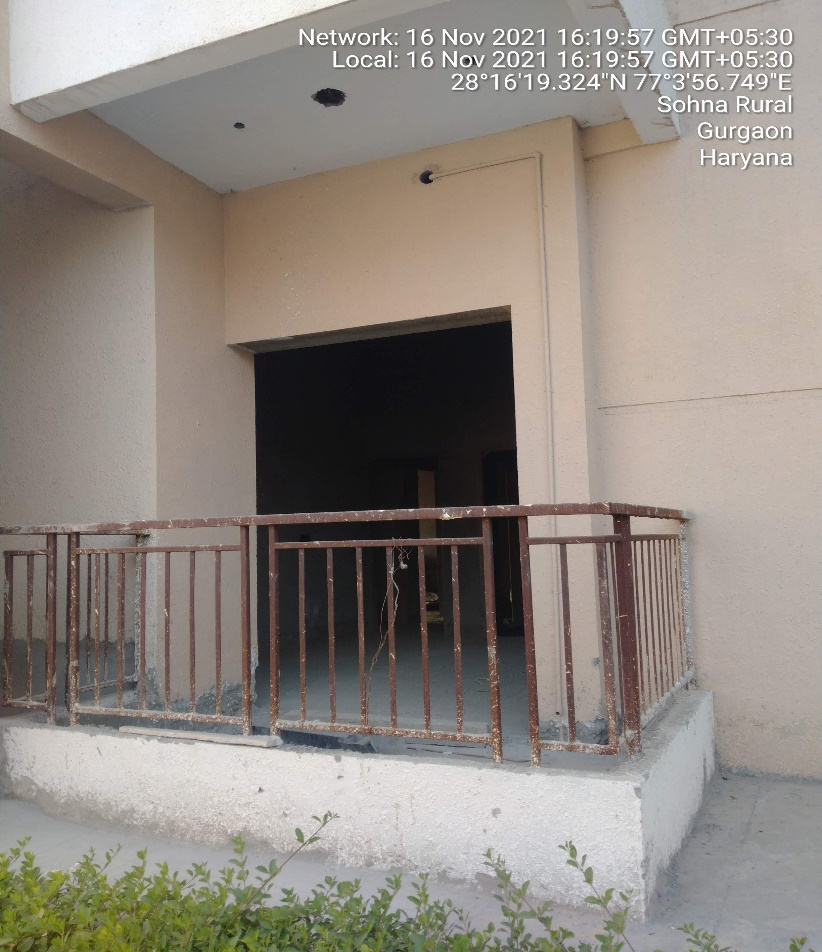 Network: 16 Nov 2021 16:19:57 GMT+05:30
Local: 16 Nov 2021 16:19:57 GMT+05:30
28°16'19.324"N 77°3'56.749"E
Sohna Rural
Gurgaon
Haryana